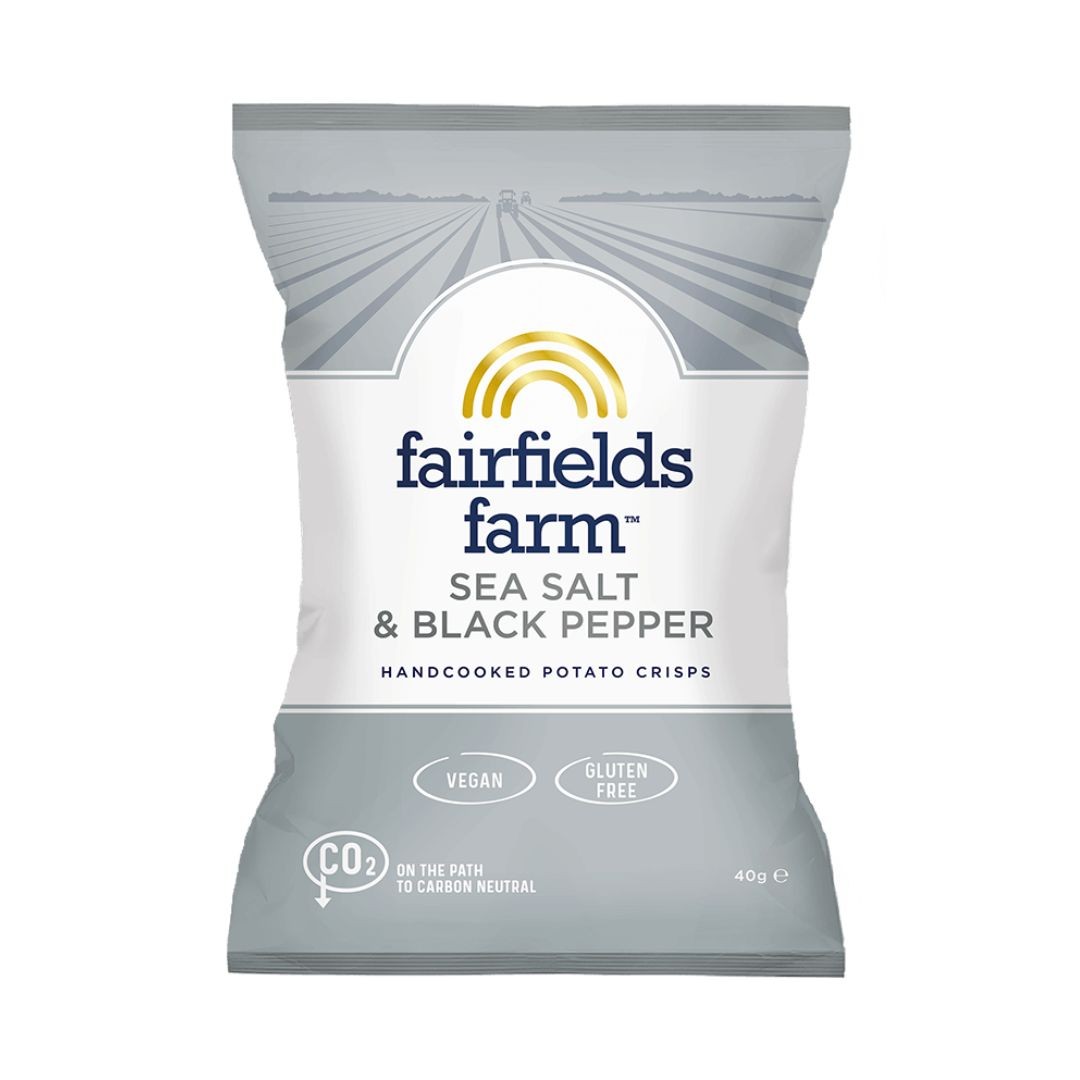 fairfields
farm™
SEA SALT
& BLACK PEPPER
HANDCOOKED POTATO CRISPS
VEGAN
GLUTEN
FREE
CO2
ON THE PATH
TO CARBON NEUTRAL
40g ℮